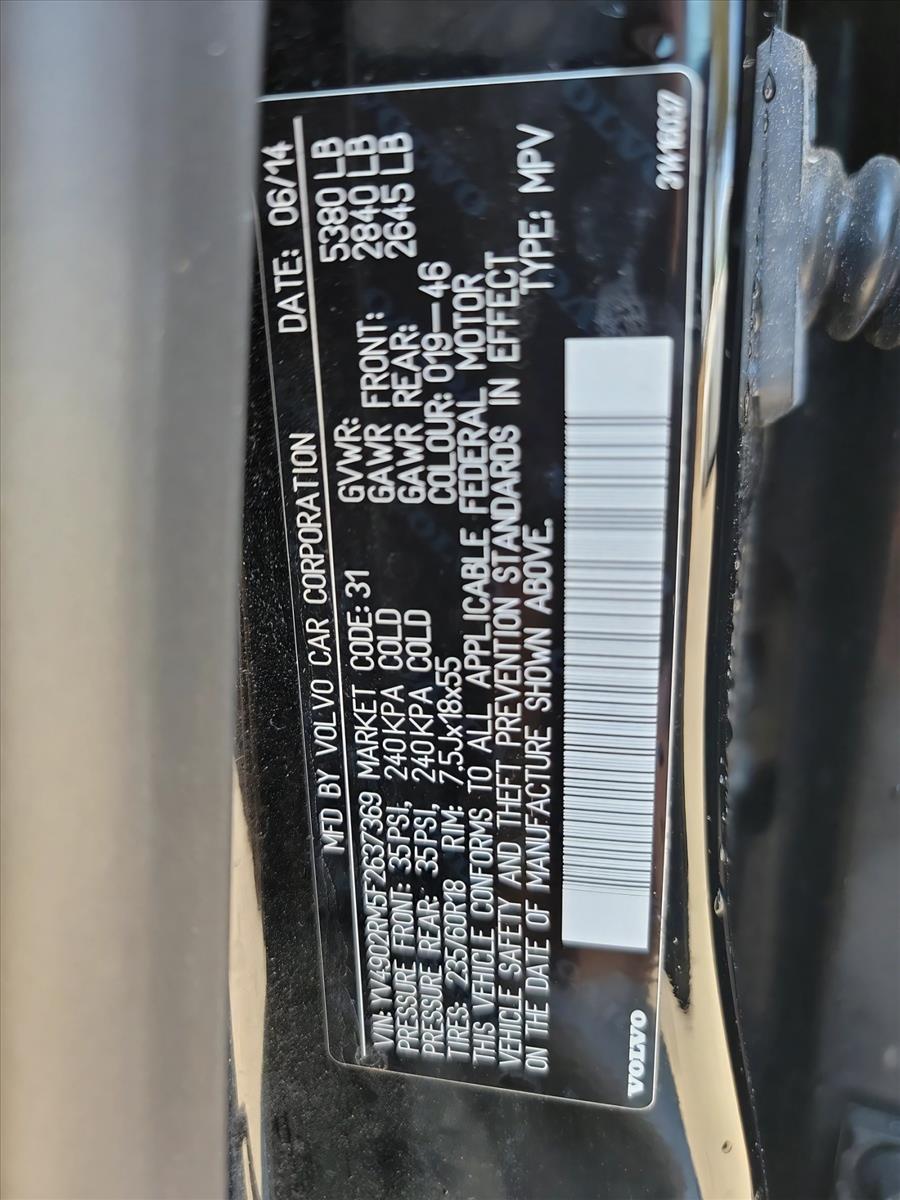 MFD BY VOLVO CAR CORPORATION DATE: 06/14
VIN: YV4902RM5F2637369 MARKET CODE: 31 GVWR: 5380 LB
PRESSURE FRONT: 35PSI, 240KPA COLD GAWR FRONT: 2840 LB
PRESSURE REAR: 35PSI, 240KPA COLD GAWR REAR: 2645 LB
TIRES: 235/60R18 RIM: 7.5Jx18x55 COLOUR: 019-46
THIS VEHICLE CONFORMS TO ALL APPLICABLE FEDERAL MOTOR
VEHICLE SAFETY AND THEFT PREVENTION STANDARDS IN EFFECT
ON THE DATE OF MANUFACTURE SHOWN ABOVE. TYPE: MPV
VOLVO